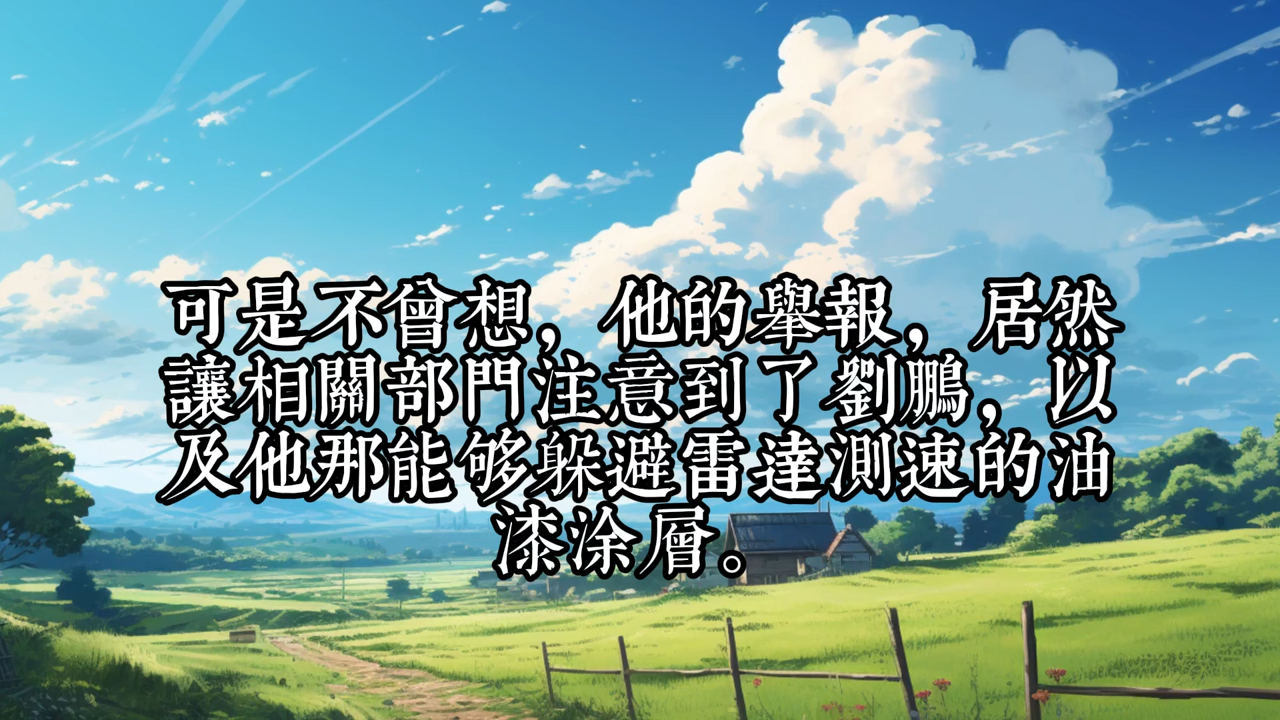 可是不曾想，他的舉報，居然
讓相關部門注意到了劉鵬，以
及他那能够躲避雷達測速的油
漆涂層。